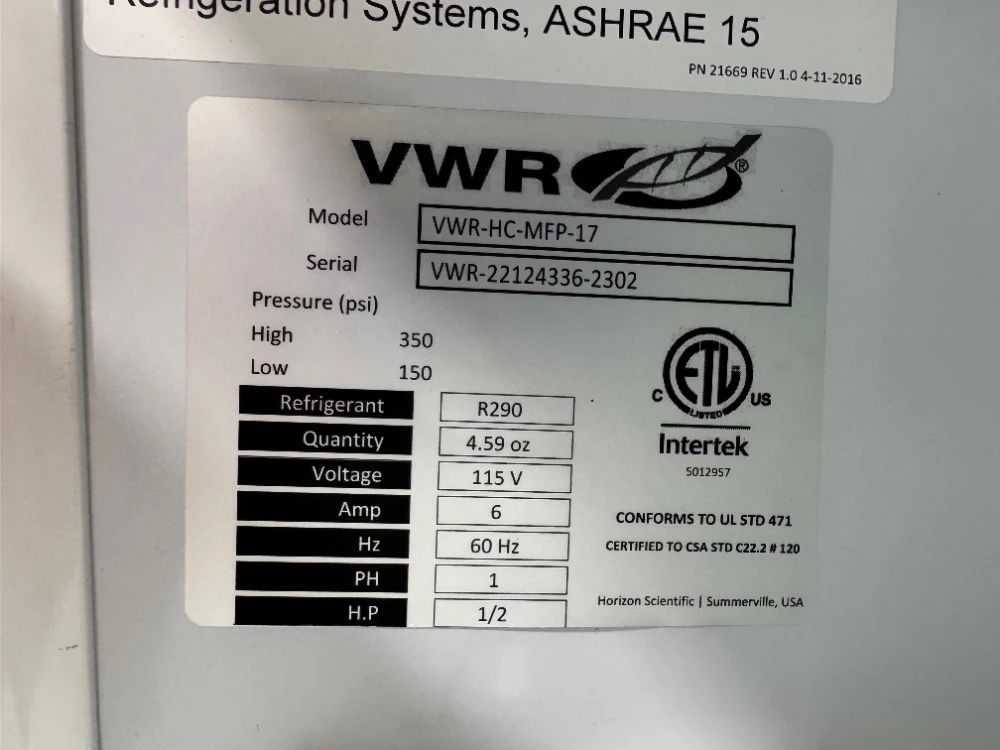 Refrigeration Systems, ASHRAE 15
PN 21669 REV 1.0 4-11-2016
VWR®
Model VWR-HC-MFP-17
Serial VWR-22124336-2302
Pressure (psi)
High 350
Low 150
Refrigerant R290
Quantity 4.59 oz
Voltage 115 V
Amp 6
Hz 60 Hz
PH 1
H.P 1/2
C ETL US
LISTED
Intertek
5012957
CONFORMS TO UL STD 471
CERTIFIED TO CSA STD C22.2 # 120
Horizon Scientific | Summerville, USA